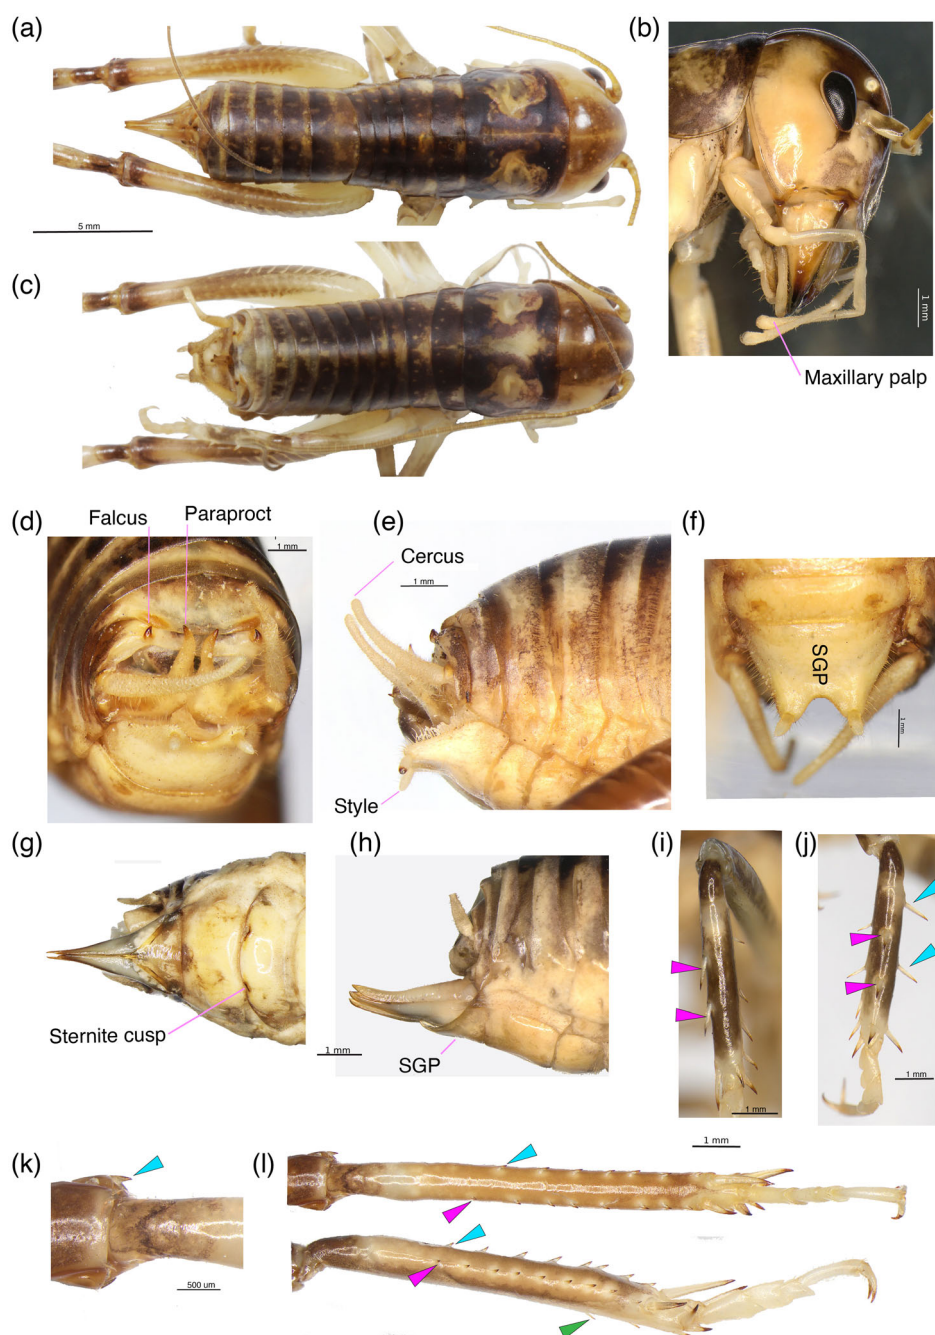 (a)
(b)
5 mm
(c)
1 mm
Maxillary palp
(d)
Falcus
Paraproct
1 mm
(e)
Cercus
1 mm
Style
(f)
SGP
1 mm
(g)
Sternite cusp
(h)
1 mm
SGP
(i)
1 mm
(j)
1 mm
(k)
500 um
(l)
1 mm